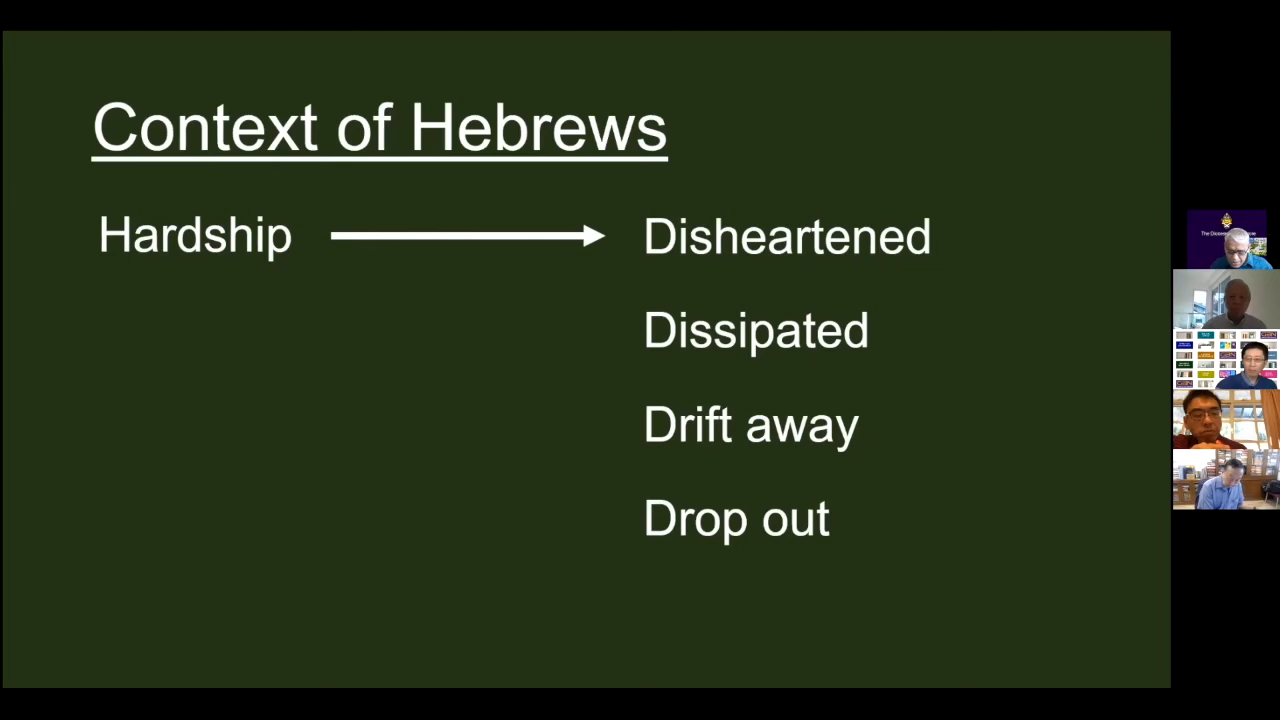 Context of Hebrews
Hardship
Disheartened
Dissipated
Drift away
Drop out